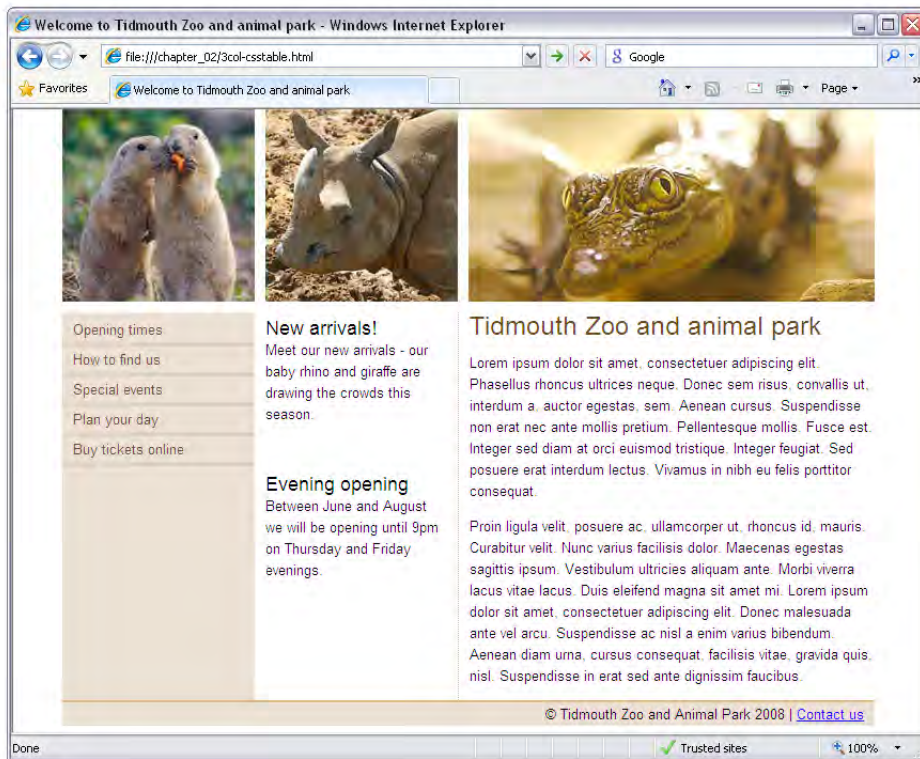 Welcome to Tidmouth Zoo and animal park - Windows Internet Explorer
file:///chapter_02/3col-csstable.html
Google
Favorites
Welcome to Tidmouth Zoo and animal park
Page
»
Opening times
How to find us
Special events
Plan your day
Buy tickets online
New arrivals!
Meet our new arrivals - our
baby rhino and giraffe are
drawing the crowds this
season.
Evening opening
Between June and August
we will be opening until 9pm
on Thursday and Friday
evenings.
Tidmouth Zoo and animal park
Lorem ipsum dolor sit amet, consectetuer adipiscing elit.
Phasellus rhoncus ultrices neque. Donec sem risus, convallis ut,
interdum a, auctor egestas, sem. Aenean cursus. Suspendisse
non erat nec ante mollis pretium. Pellentesque mollis. Fusce est.
Integer sed diam at orci euismod tristique. Integer feugiat. Sed
posuere erat interdum lectus. Vivamus in nibh eu felis porttitor
consequat.
Proin ligula velit, posuere ac, ullamcorper ut, rhoncus id, mauris.
Curabitur velit. Nunc varius facilisis dolor. Maecenas egestas
sagittis ipsum. Vestibulum ultricies aliquam ante. Morbi viverra
lacus vitae lacus. Duis eleifend magna sit amet mi. Lorem ipsum
dolor sit amet, consectetuer adipiscing elit. Donec malesuada
ante vel arcu. Suspendisse ac nisl a enim varius bibendum.
Aenean diam urna, cursus consequat, facilisis vitae, gravida quis,
nisl. Suspendisse in erat sed ante dignissim faucibus.
© Tidmouth Zoo and Animal Park 2008 | Contact us
Done
Trusted sites
100%